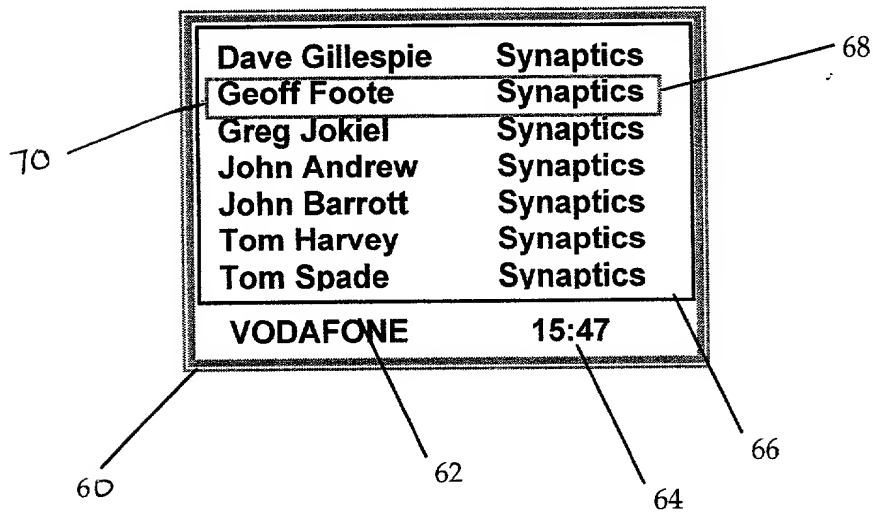 Dave Gillespie Synaptics 68
Geoff Foote Synaptics
Greg Jokiel Synaptics
70
John Andrew Synaptics
John Barrott Synaptics
Tom Harvey Synaptics
Tom Spade Synaptics
VODAFONE 15:47
66
60 62 64